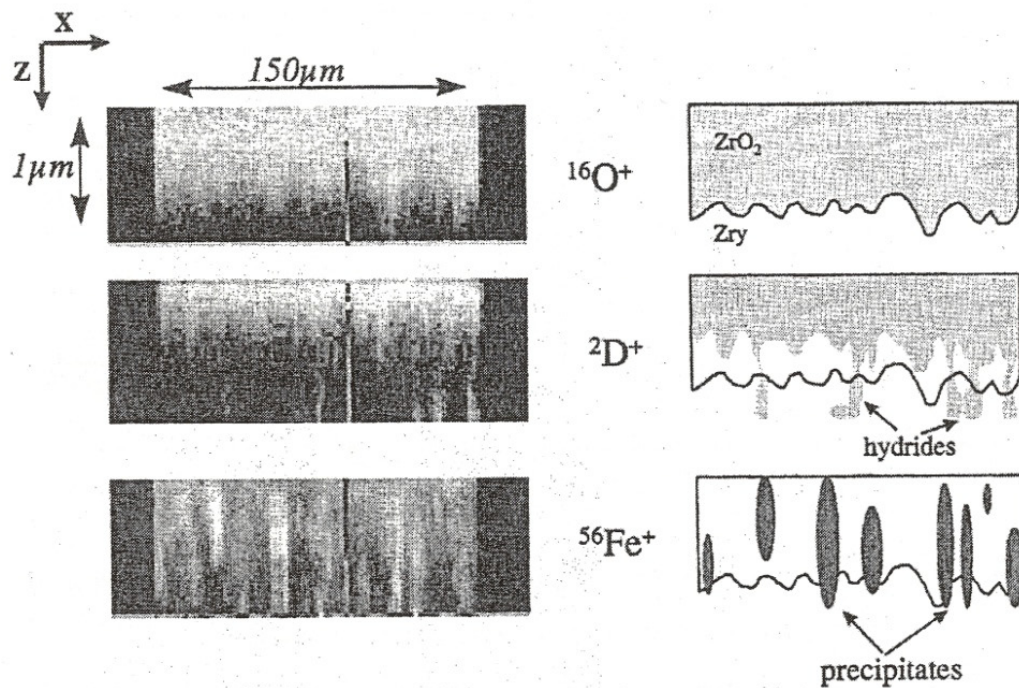 X
Z
150μm
1μm
¹⁶O⁺
ZrO₂
Zry
²D⁺
hydrides
⁵⁶Fe⁺
precipitates